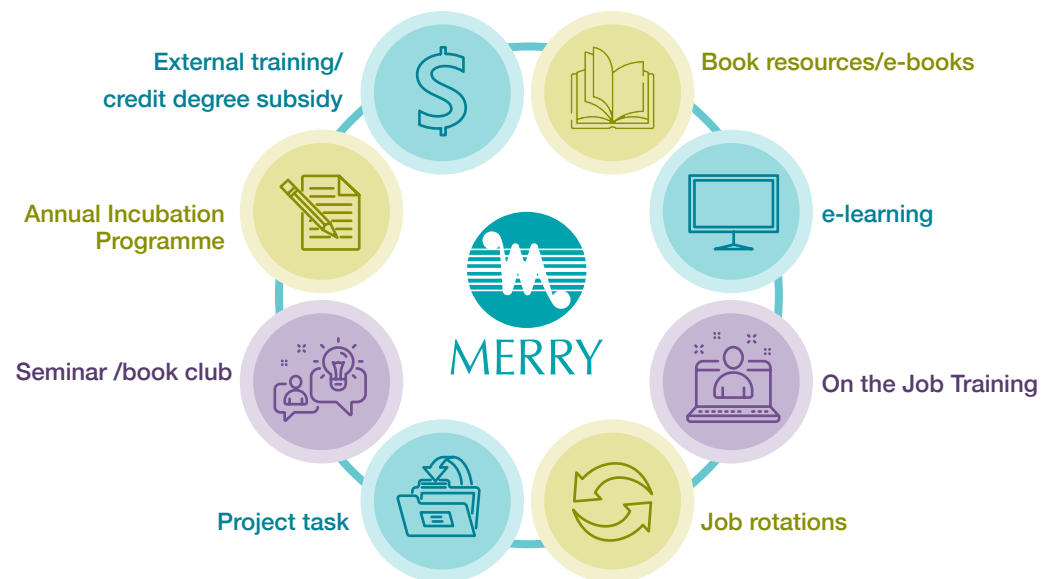 External training/
credit degree subsidy
Book resources/e-books
Annual Incubation
Programme
e-learning
MERRY
Seminar /book club
On the Job Training
Project task
Job rotations